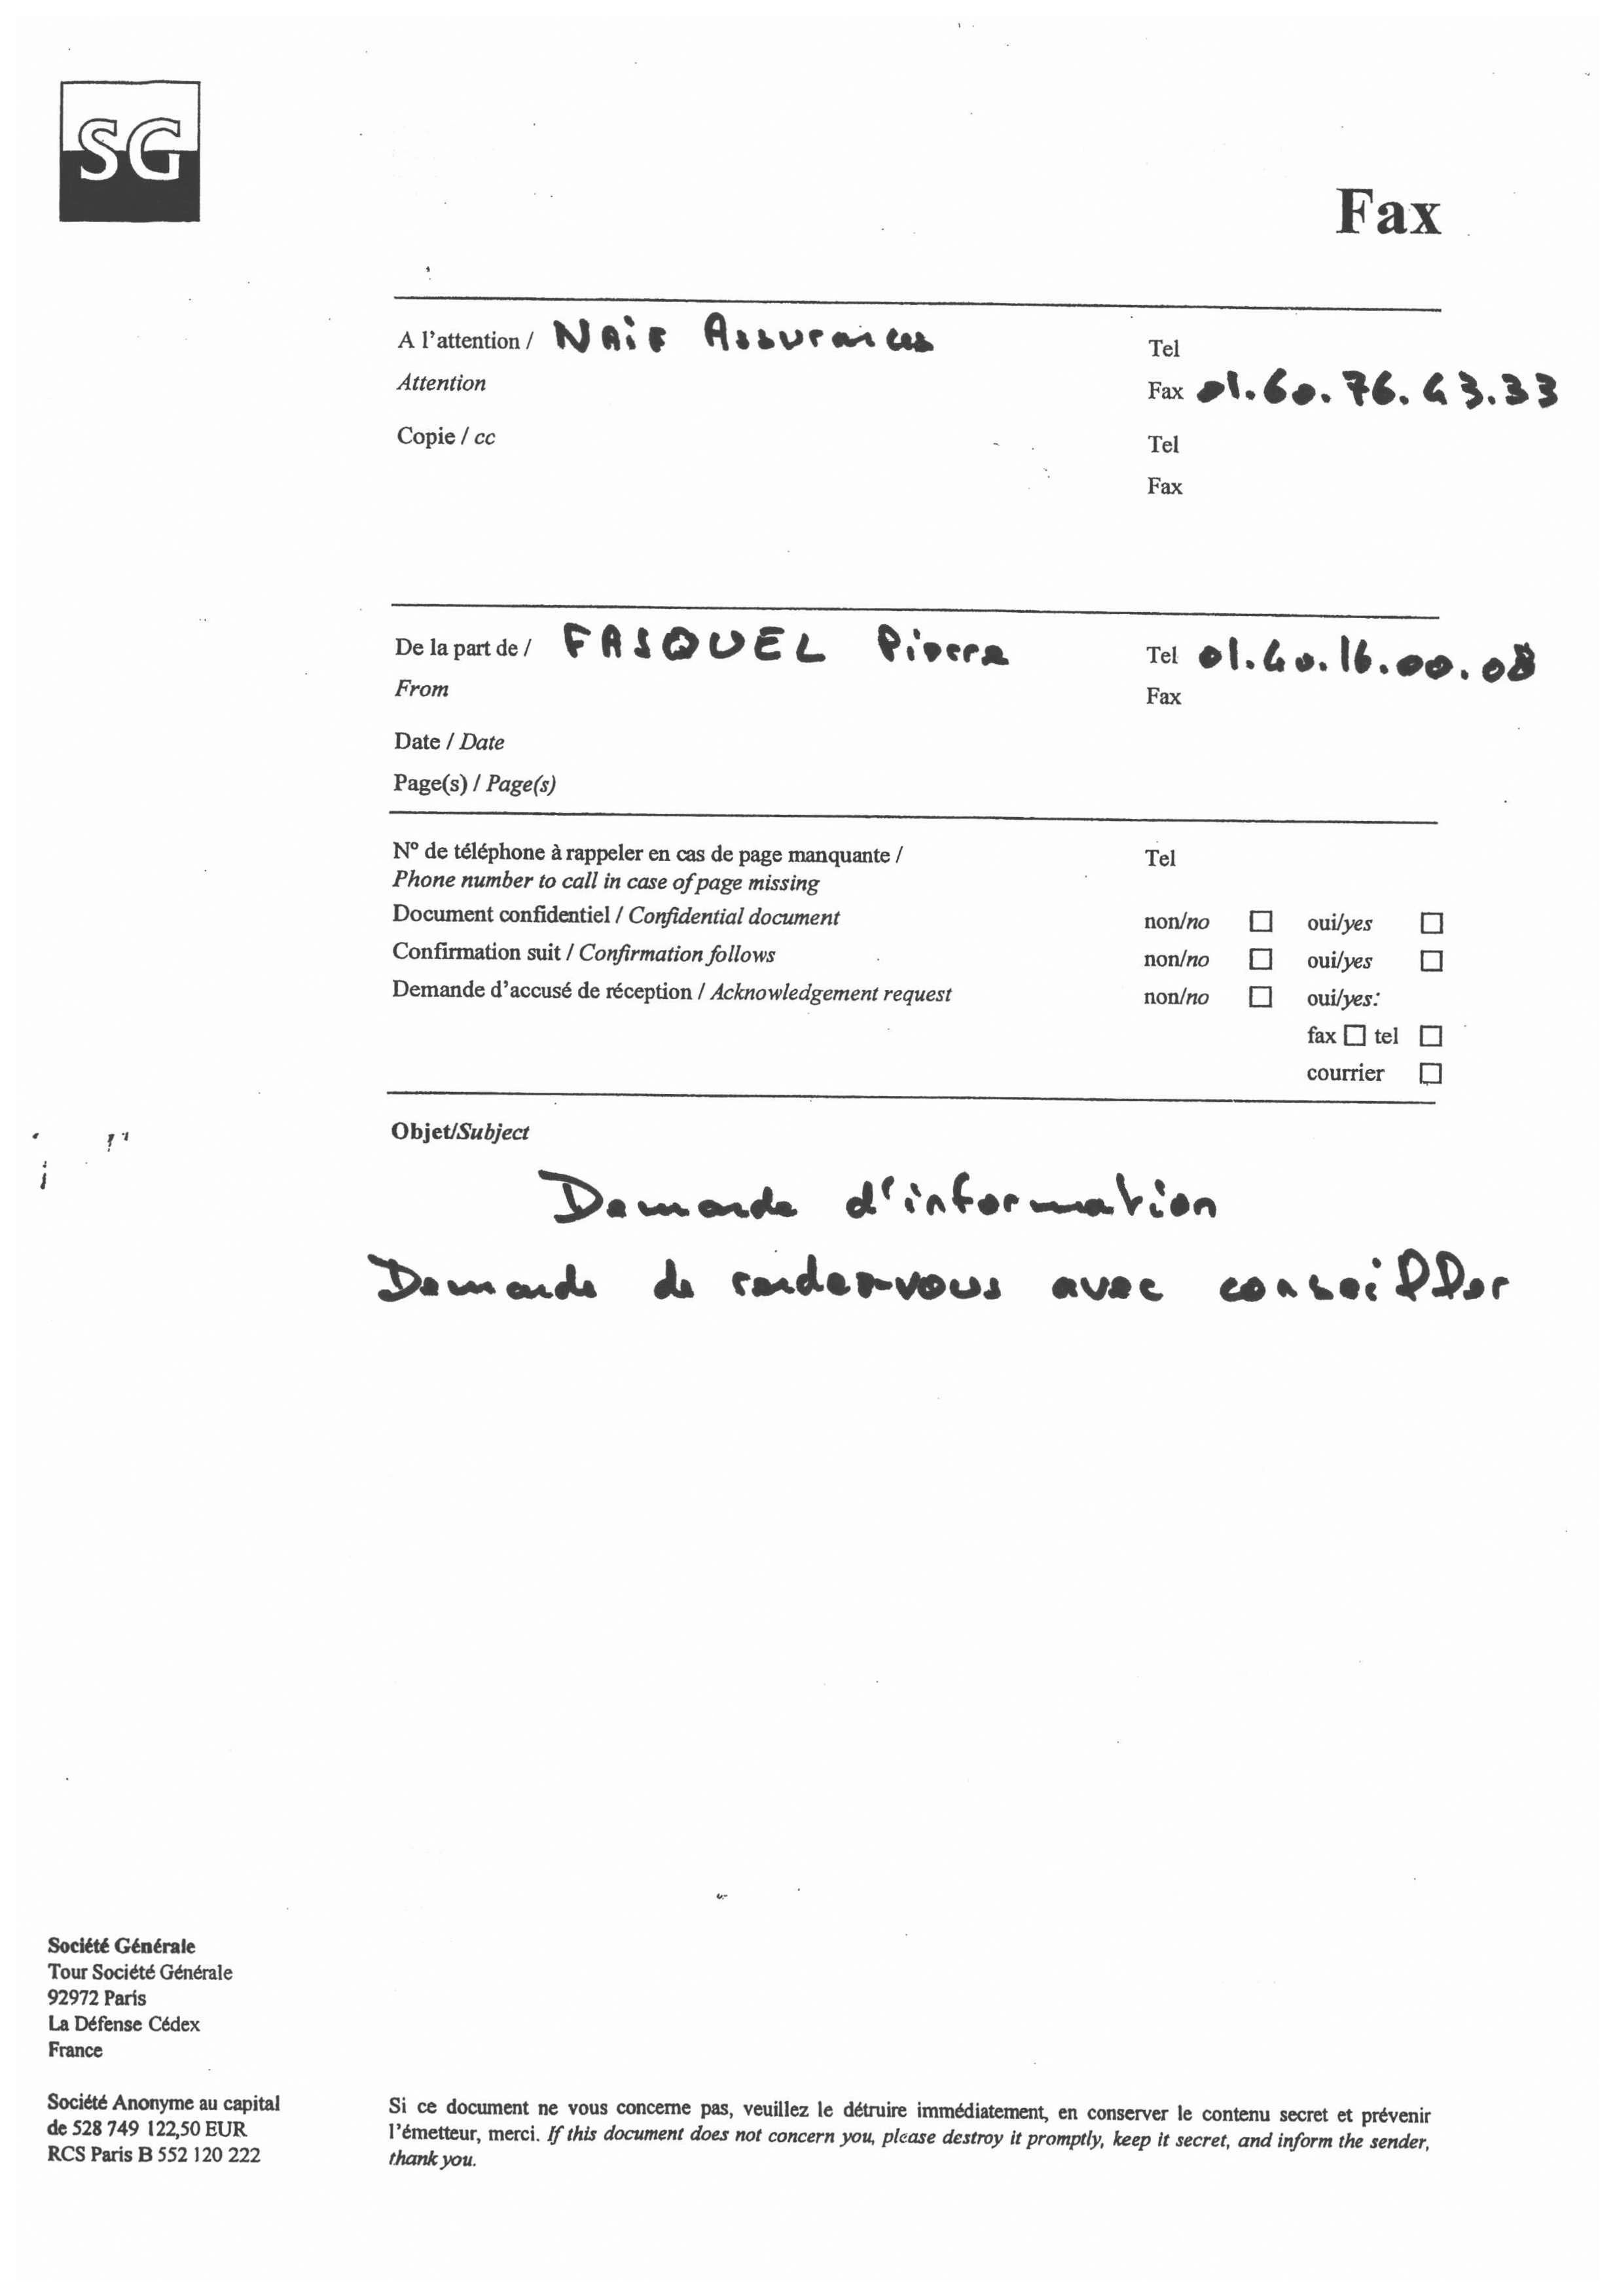 SG
Fax
A l'attention / NAiF Assurances
Tel
Attention
Fax 01.60.76.43.33
Copie / cc
Tel
Fax
De la part de / FASQUEL Pierre
Tel 01.40.16.00.08
From
Fax
Date / Date
Page(s) / Page(s)
N° de téléphone à rappeler en cas de page manquante / Tel
Phone number to call in case of page missing
Document confidentiel / Confidential document non/no ☐ oui/yes ☐
Confirmation suit / Confirmation follows non/no ☐ oui/yes ☐
Demande d'accusé de réception / Acknowledgement request non/no ☐ oui/yes:
fax ☐ tel ☐
courrier ☐
Objet/Subject
Demande d'information
Demande de rendez-vous avec conseiller
Société Générale
Tour Société Générale
92972 Paris
La Défense Cédex
France
Société Anonyme au capital
de 528 749 122,50 EUR
RCS Paris B 552 120 222
Si ce document ne vous concerne pas, veuillez le détruire immédiatement, en conserver le contenu secret et prévenir
l'émetteur, merci. If this document does not concern you, please destroy it promptly, keep it secret, and inform the sender,
thank you.